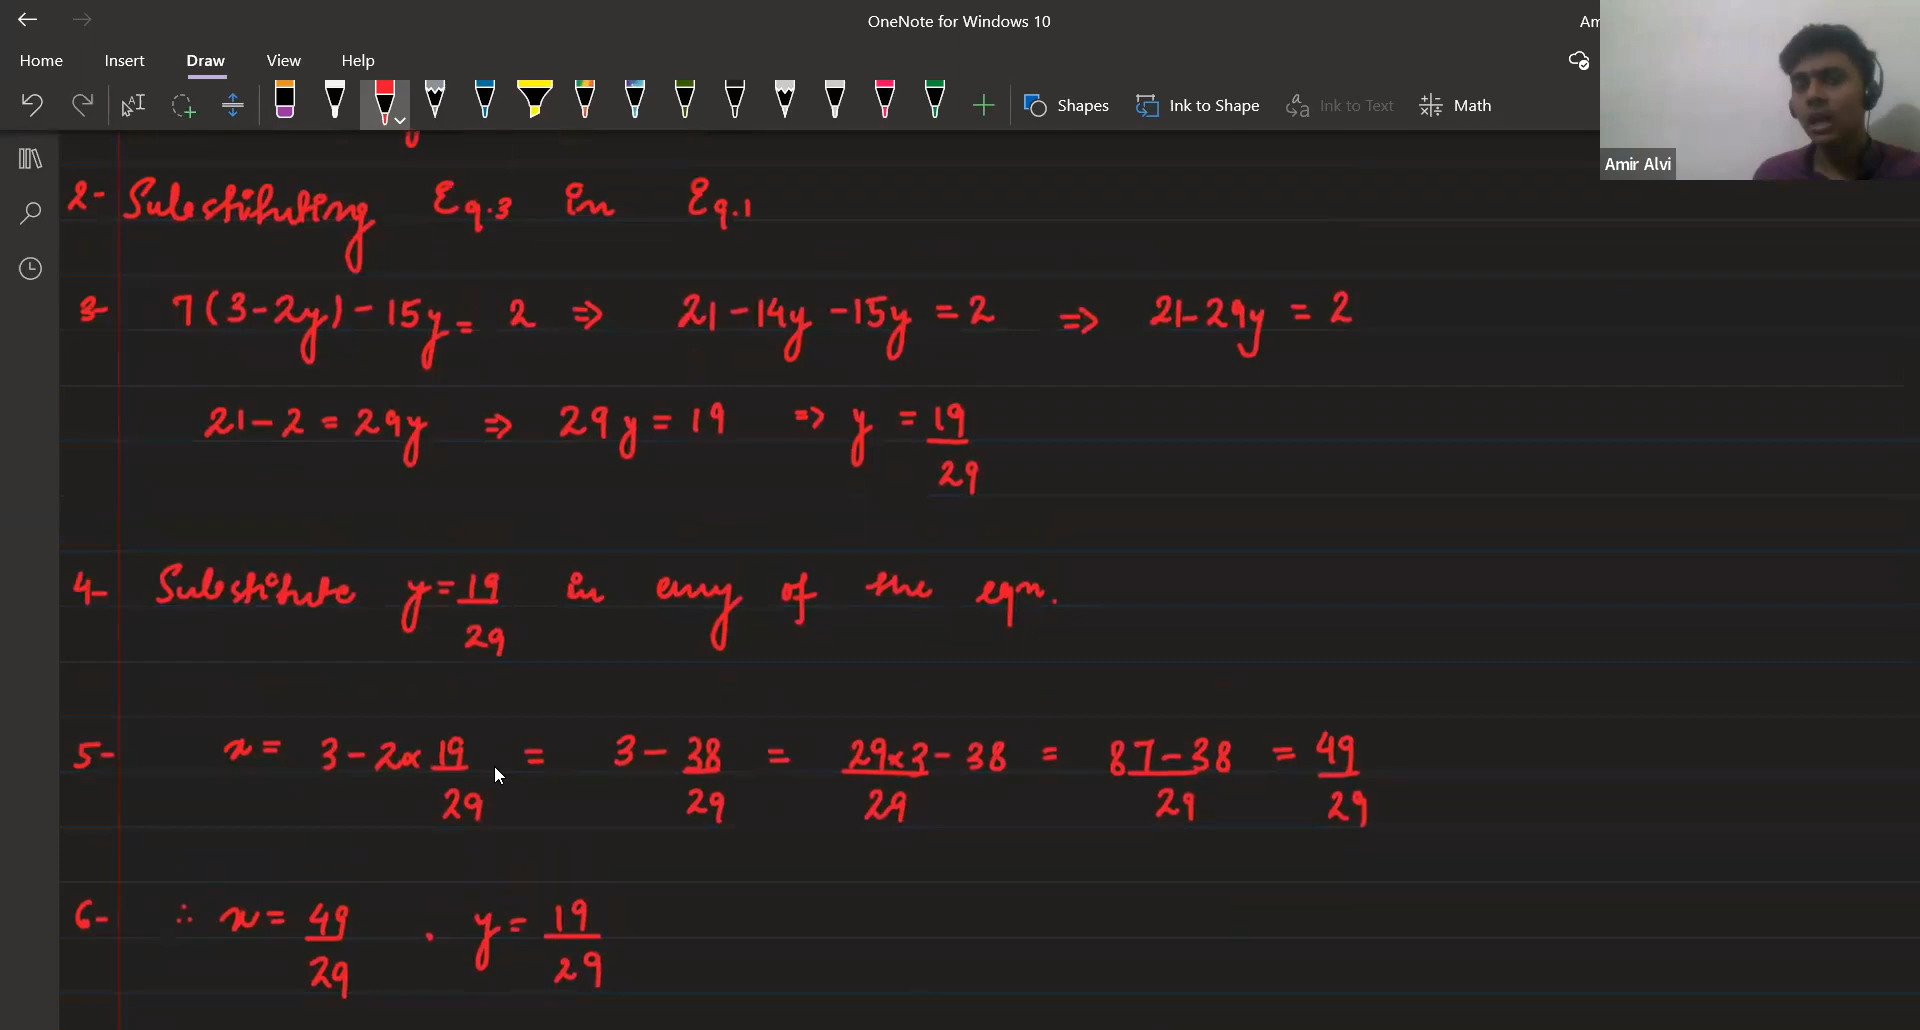 OneNote for Windows 10
Am
Home Insert Draw View Help
Shapes Ink to Shape Ink to Text Math
Amir Alvi
2- Substituting Eq.3 in Eq.1
3- 7(3-2y)-15y= 2 ⇒ 21-14y-15y=2 ⇒ 21-29y=2
21-2=29y ⇒ 29y=19 ⇒ y=19/29
4- Substitute y=19/29 in any of the eqn.
5- x= 3-2×19/29 = 3-38/29 = 29×3-38/29 = 87-38/29 = 49/29
6- ∴ x=49/29 . y=19/29